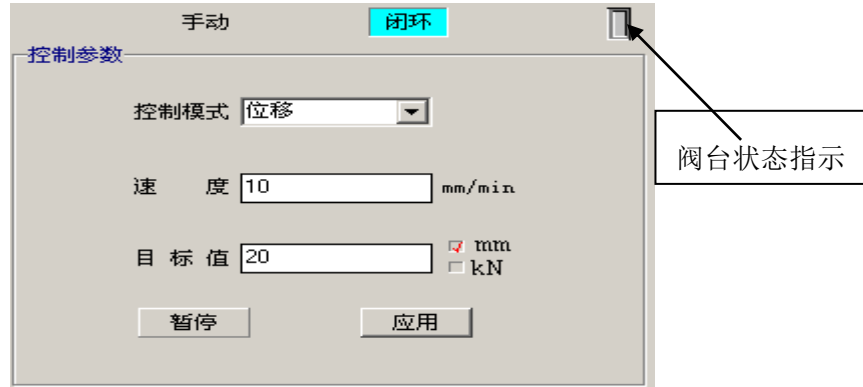 手动 闭环
控制参数
控制模式 位移
阀台状态指示
速 度 10 mm/min
目 标 值 20 mm
kN
暂停 应用